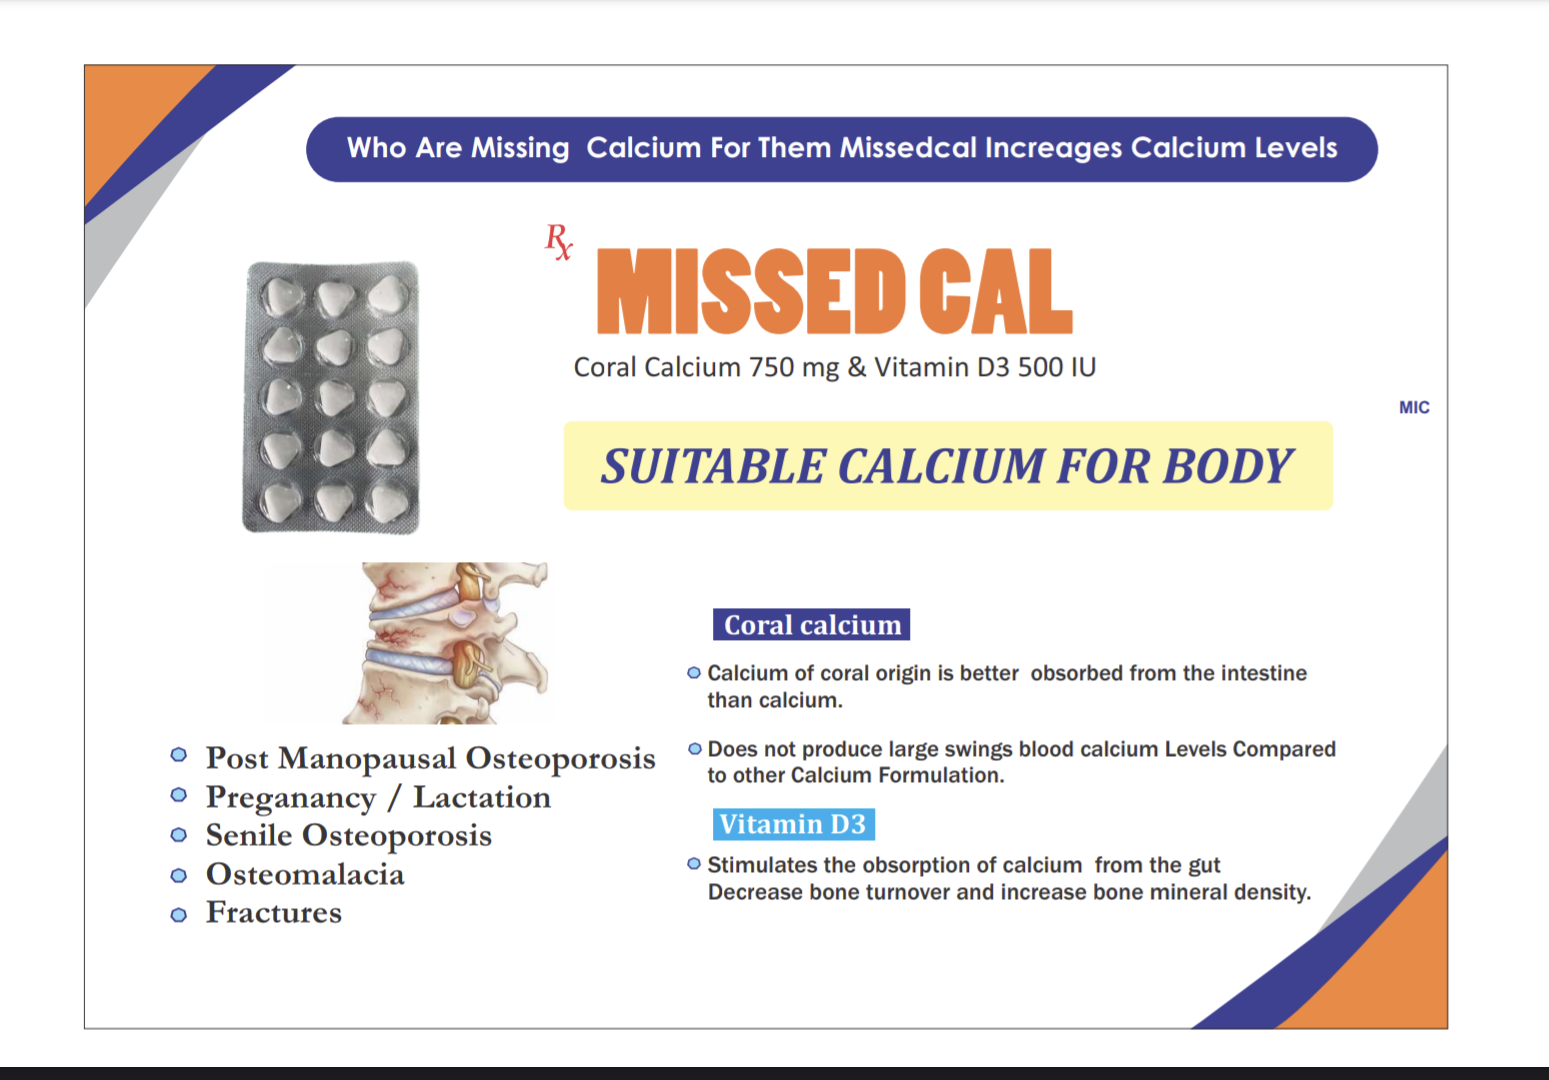 Who Are Missing Calcium For Them Missedcal Increages Calcium Levels
Rx
MISSED CAL
Coral Calcium 750 mg & Vitamin D3 500 IU
MIC
SUITABLE CALCIUM FOR BODY
Coral calcium
Calcium of coral origin is better obsorbed from the intestine
than calcium.
Does not produce large swings blood calcium Levels Compared
to other Calcium Formulation.
Vitamin D3
Stimulates the obsorption of calcium from the gut
Decrease bone turnover and increase bone mineral density.
Post Manopausal Osteoporosis
Preganancy / Lactation
Senile Osteoporosis
Osteomalacia
Fractures